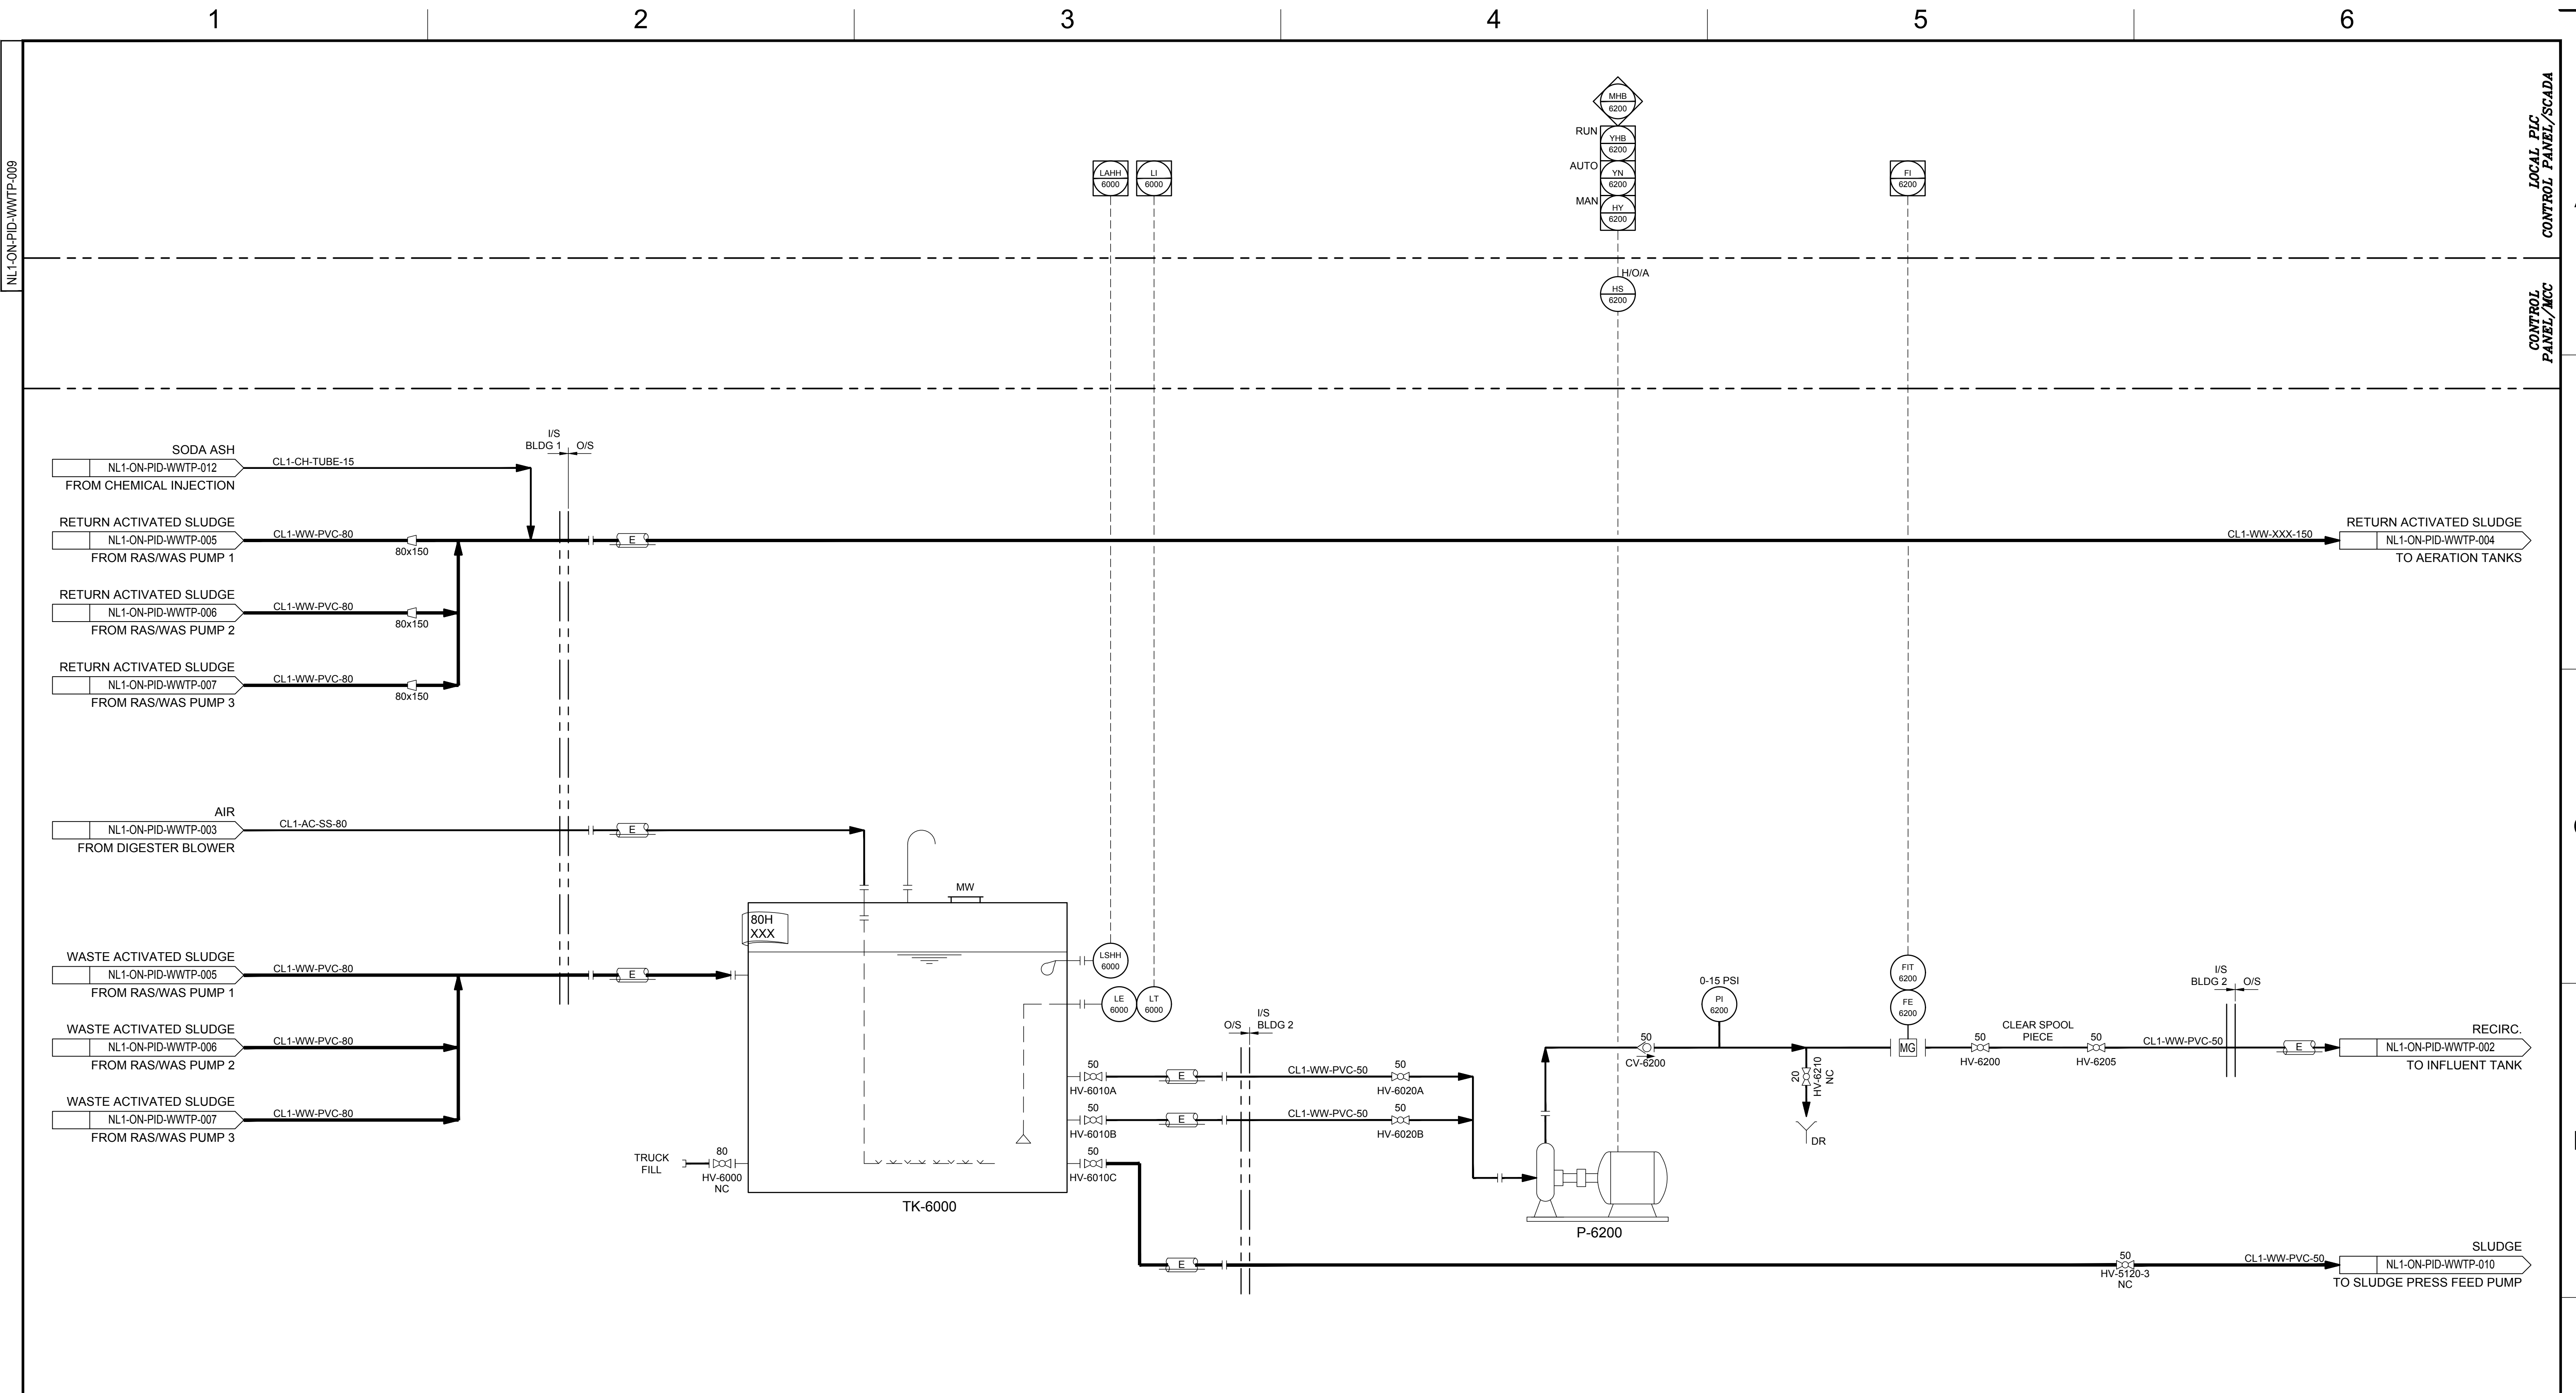 1 2 3 4 5 6
NL1-ON-PID-WWTP-009
LOCAL PLC
CONTROL PANEL/SCADA
MHB
6200
RUN
YHB
6200
AUTO
YN
6200
MAN
HY
6200
LAHH
6000
LI
6000
FI
6200
CONTROL
PANEL/MCC
H/O/A
HS
6200
I/S
BLDG 1 O/S
SODA ASH
NL1-ON-PID-WWTP-012
FROM CHEMICAL INJECTION
CL1-CH-TUBE-15
RETURN ACTIVATED SLUDGE
NL1-ON-PID-WWTP-005
FROM RAS/WAS PUMP 1
CL1-WW-PVC-80
80x150
E
CL1-WW-XXX-150
RETURN ACTIVATED SLUDGE
NL1-ON-PID-WWTP-004
TO AERATION TANKS
RETURN ACTIVATED SLUDGE
NL1-ON-PID-WWTP-006
FROM RAS/WAS PUMP 2
CL1-WW-PVC-80
80x150
RETURN ACTIVATED SLUDGE
NL1-ON-PID-WWTP-007
FROM RAS/WAS PUMP 3
CL1-WW-PVC-80
80x150
AIR
NL1-ON-PID-WWTP-003
FROM DIGESTER BLOWER
CL1-AC-SS-80
E
MW
80H
XXX
WASTE ACTIVATED SLUDGE
NL1-ON-PID-WWTP-005
FROM RAS/WAS PUMP 1
CL1-WW-PVC-80
E
WASTE ACTIVATED SLUDGE
NL1-ON-PID-WWTP-006
FROM RAS/WAS PUMP 2
CL1-WW-PVC-80
WASTE ACTIVATED SLUDGE
NL1-ON-PID-WWTP-007
FROM RAS/WAS PUMP 3
CL1-WW-PVC-80
TRUCK
FILL
80
HV-6000
NC
TK-6000
LSHH
6000
LE
6000
LT
6000
I/S
O/S BLDG 2
50
HV-6010A
E
CL1-WW-PVC-50
50
HV-6020A
50
HV-6010B
E
CL1-WW-PVC-50
50
HV-6020B
50
HV-6010C
E
P-6200
50
CV-6200
0-15 PSI
PI
6200
20
HV-6210
NC
DR
FIT
6200
FE
6200
MG
50
HV-6200
CLEAR SPOOL
PIECE
50
HV-6205
CL1-WW-PVC-50
I/S
BLDG 2 O/S
E
RECIRC.
NL1-ON-PID-WWTP-002
TO INFLUENT TANK
50
HV-5120-3
NC
CL1-WW-PVC-50
SLUDGE
NL1-ON-PID-WWTP-010
TO SLUDGE PRESS FEED PUMP